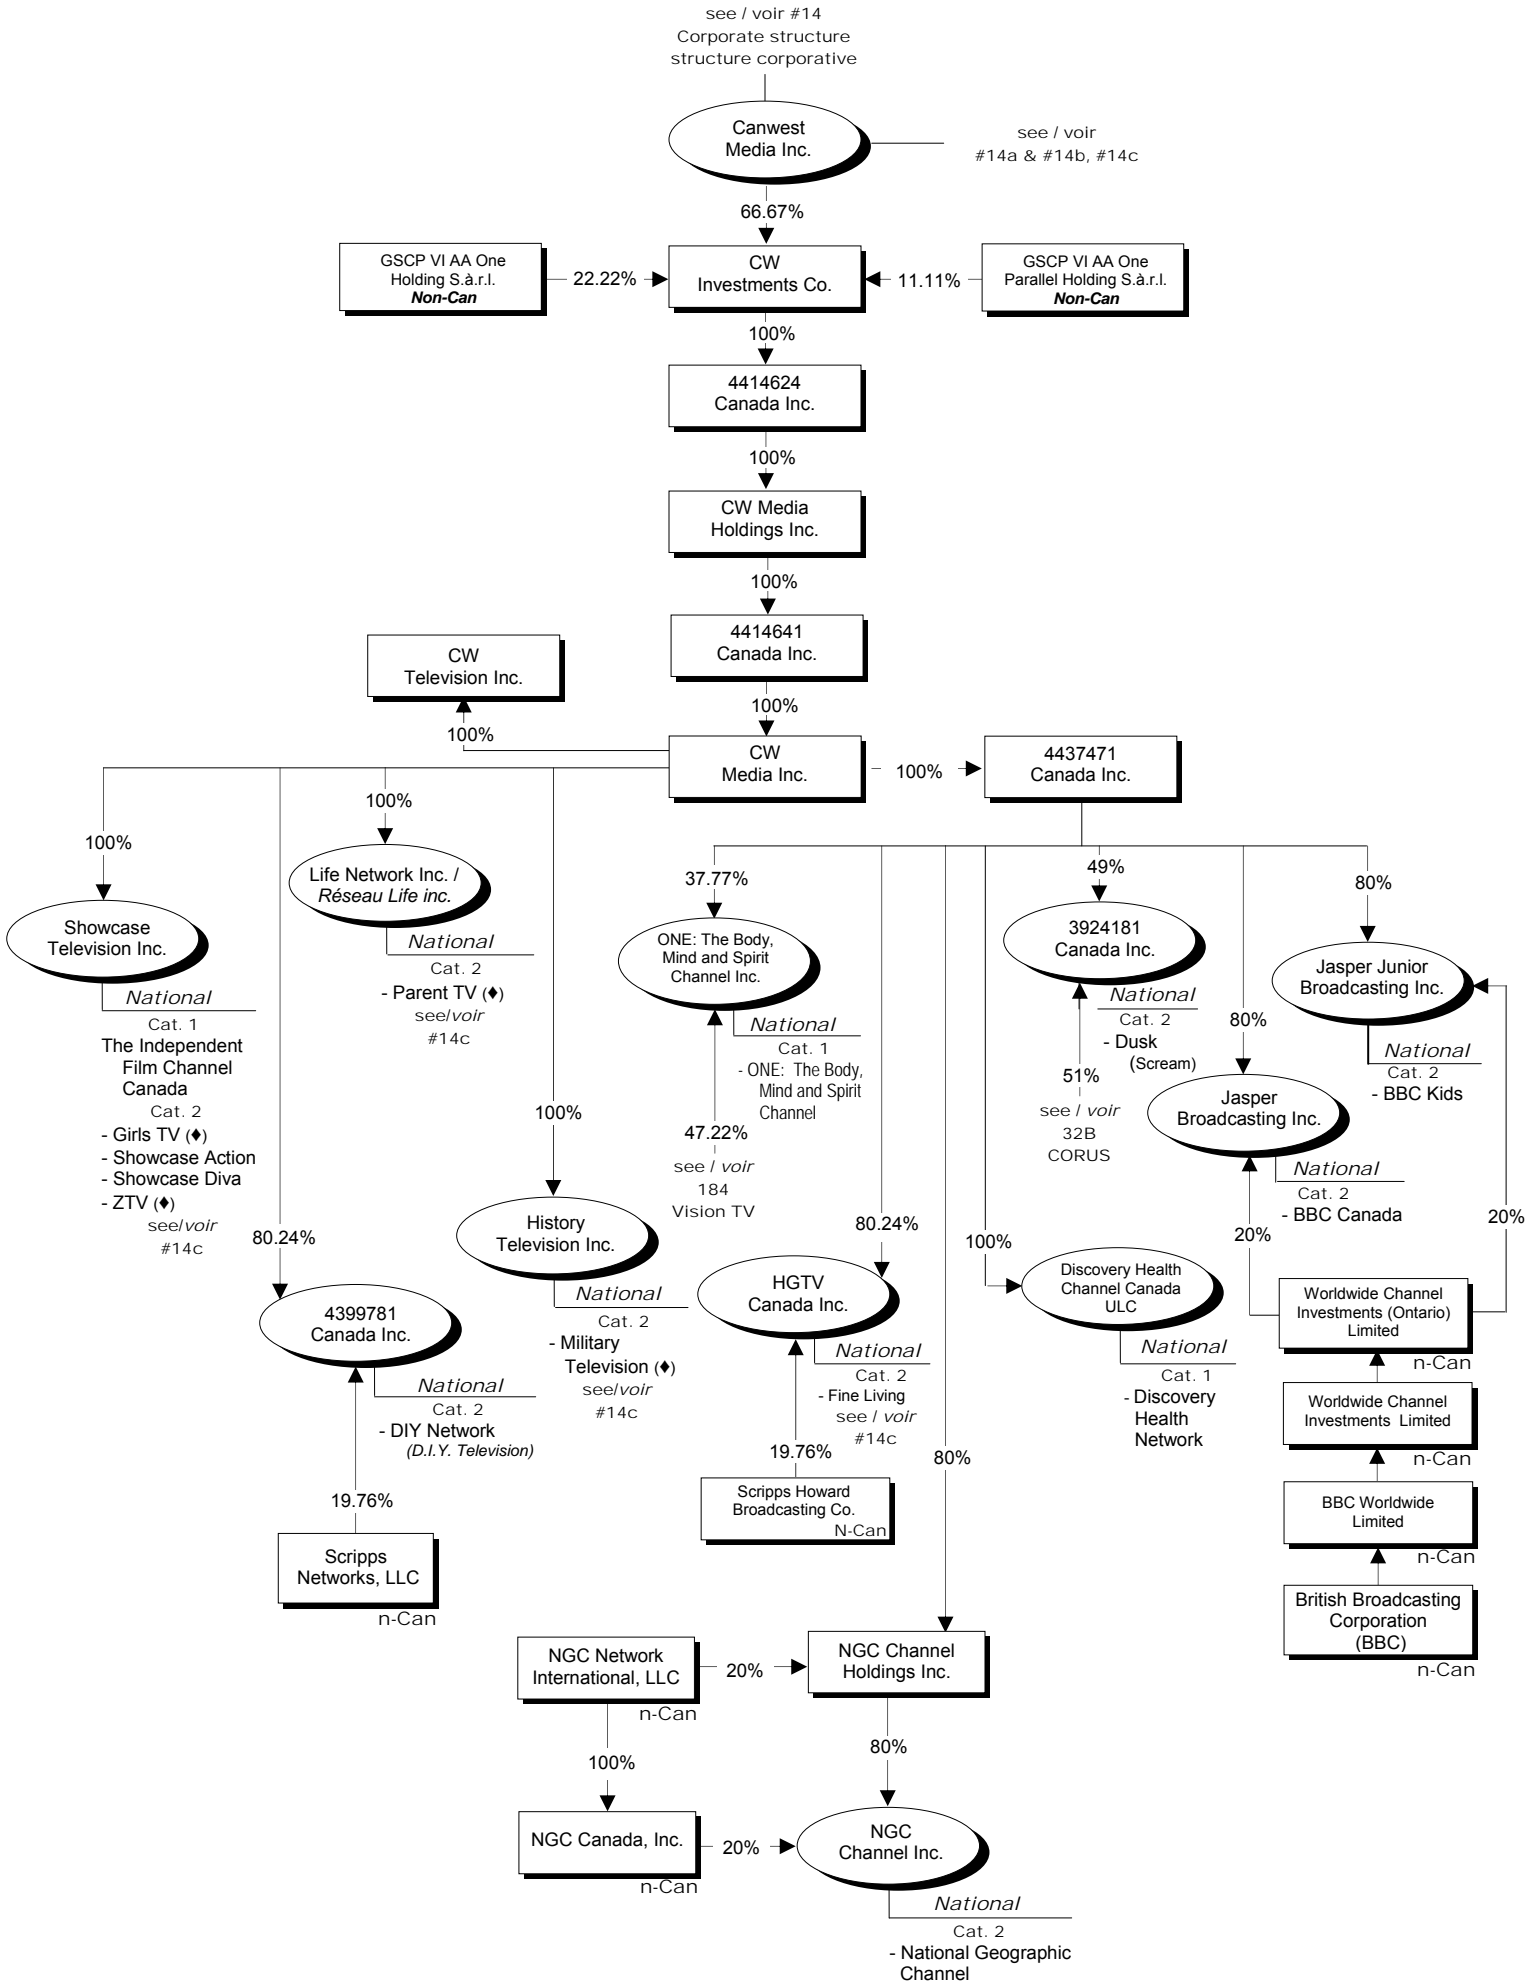 see / voir #14
Corporate structure
structure corporative
Canwest
Media Inc.
see / voir
#14a & #14b, #14c
66.67%
GSCP VI AA One
Holding S.à.r.l.
Non-Can
22.22%
CW
Investments Co.
11.11%
GSCP VI AA One
Parallel Holding S.à.r.l.
Non-Can
100%
4414624
Canada Inc.
100%
CW Media
Holdings Inc.
100%
4414641
Canada Inc.
CW
Television Inc.
100%
100%
CW
Media Inc.
100%
4437471
Canada Inc.
100%
Showcase
Television Inc.
National
Cat. 1
The Independent
Film Channel
Canada
Cat. 2
- Girls TV (♦)
- Showcase Action
- Showcase Diva
- ZTV (♦)
see/voir
#14c
80.24%
4399781
Canada Inc.
National
Cat. 2
- DIY Network
(D.I.Y. Television)
19.76%
Scripps
Networks, LLC
n-Can
100%
Life Network Inc. /
Réseau Life inc.
National
Cat. 2
- Parent TV (♦)
see/voir
#14c
100%
History
Television Inc.
National
Cat. 2
- Military
Television (♦)
see/voir
#14c
37.77%
ONE: The Body,
Mind and Spirit
Channel Inc.
National
Cat. 1
- ONE: The Body,
Mind and Spirit
Channel
47.22%
see / voir
184
Vision TV
80.24%
HGTV
Canada Inc.
National
Cat. 2
- Fine Living
see / voir
#14c
19.76%
Scripps Howard
Broadcasting Co.
N-Can
80%
100%
Discovery Health
Channel Canada
ULC
National
Cat. 1
- Discovery
Health
Network
49%
3924181
Canada Inc.
National
Cat. 2
- Dusk
(Scream)
51%
see / voir
32B
CORUS
80%
Jasper
Broadcasting Inc.
National
Cat. 2
- BBC Canada
20%
80%
Jasper Junior
Broadcasting Inc.
National
Cat. 2
- BBC Kids
20%
Worldwide Channel
Investments (Ontario)
Limited
n-Can
Worldwide Channel
Investments Limited
n-Can
BBC Worldwide
Limited
n-Can
British Broadcasting
Corporation
(BBC)
n-Can
NGC Network
International, LLC
n-Can
20%
NGC Channel
Holdings Inc.
100%
80%
NGC Canada, Inc.
n-Can
20%
NGC
Channel Inc.
National
Cat. 2
- National Geographic
Channel